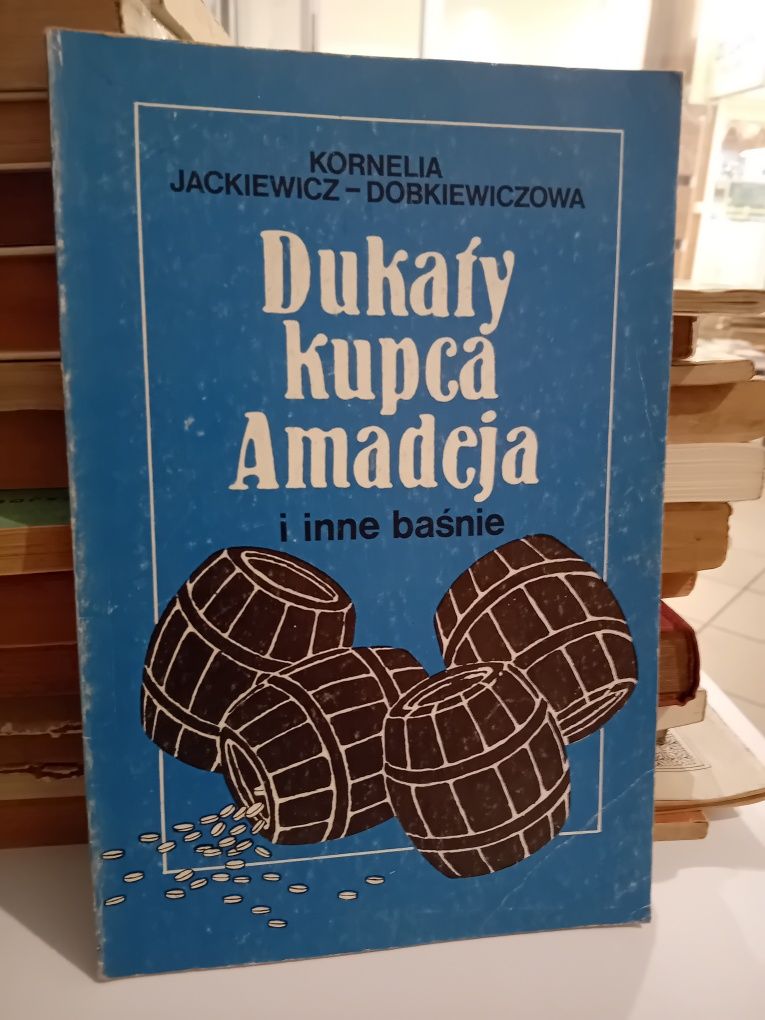 KORNELIA
JACKIEWICZ-DOBKIEWICZOWA
Dukaty
kupca
Amadeja
i inne baśnie